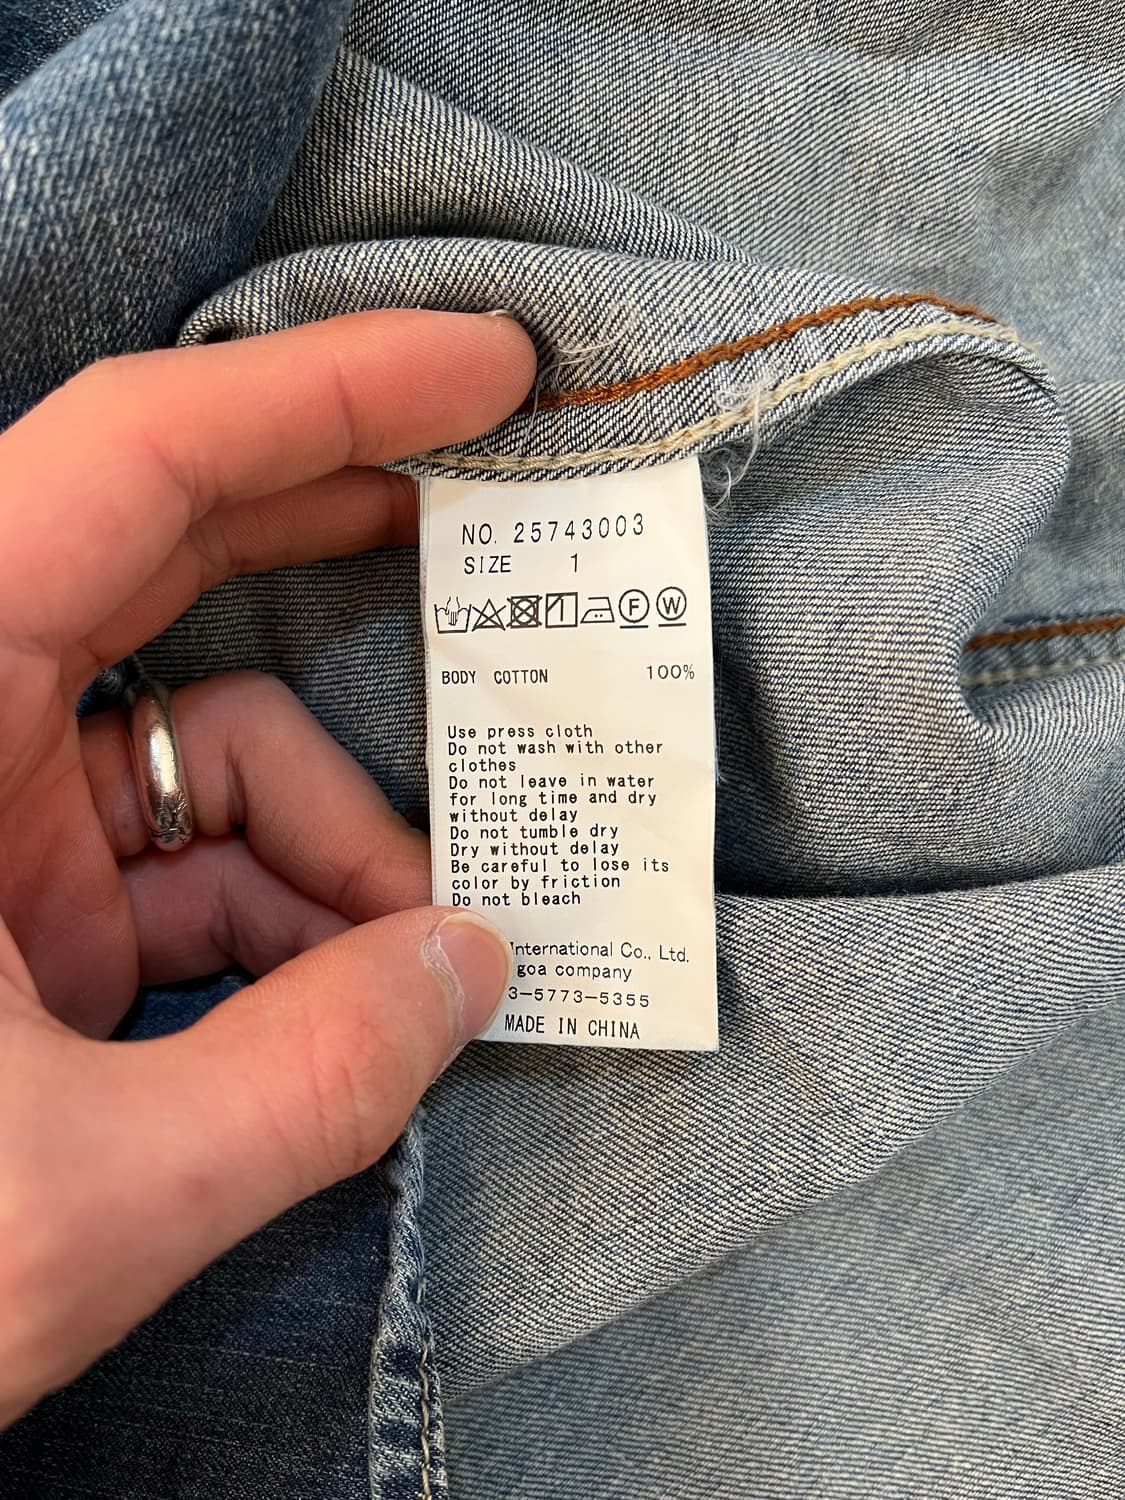 NO. 25743003
SIZE 1
F W
BODY COTTON 100%
Use press cloth
Do not wash with other
clothes
Do not leave in water
for long time and dry
without delay
Do not tumble dry
Dry without delay
Be careful to lose its
color by friction
Do not bleach
International Co., Ltd.
goa company
3-5773-5355
MADE IN CHINA